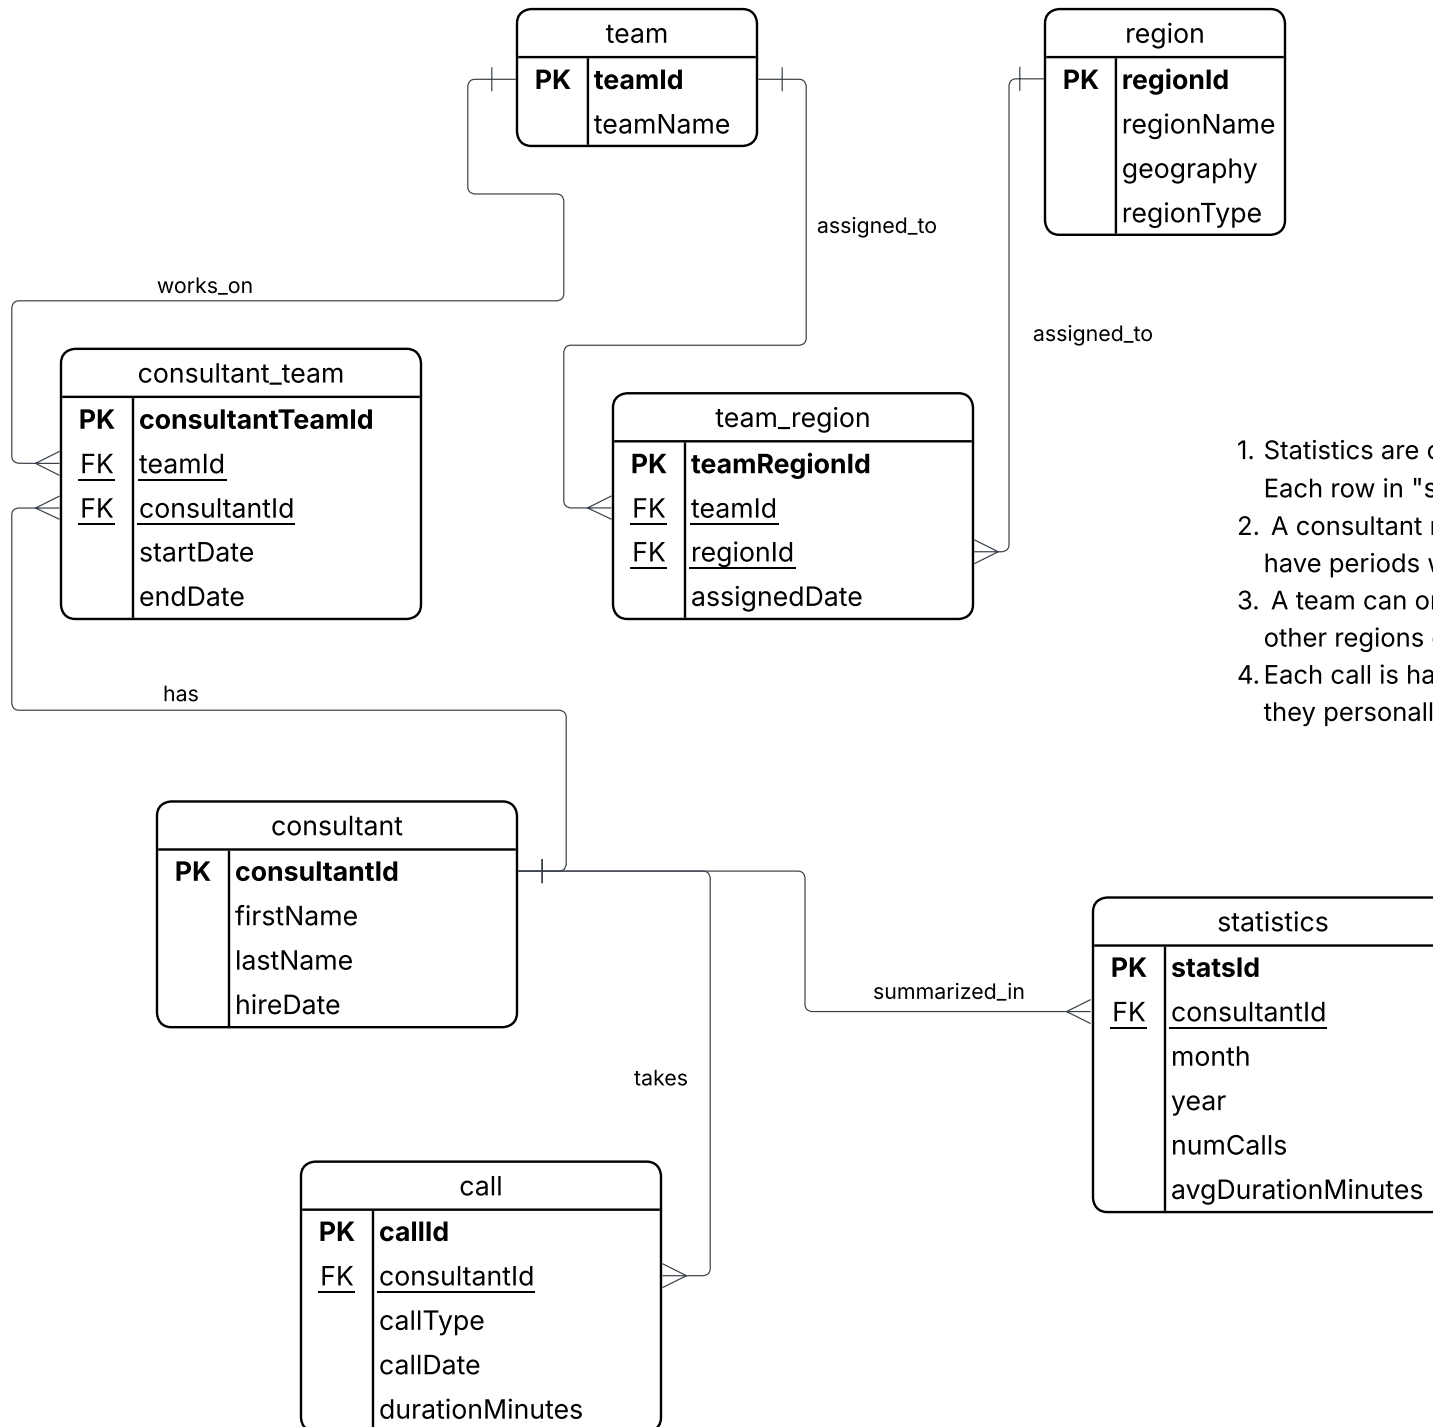 team
PK teamId
teamName
region
PK regionId
regionName
geography
regionType
assigned_to
works_on
assigned_to
consultant_team
PK consultantTeamId
FK teamId
FK consultantId
startDate
endDate
team_region
PK teamRegionId
FK teamId
FK regionId
assignedDate
1. Statistics are
Each row in
2. A consultant
have periods
3. A team can
other regions
4. Each call is
they
has
consultant
PK consultantId
firstName
lastName
hireDate
statistics
PK statsId
FK consultantId
month
year
numCalls
avgDurationMinutes
summarized_in
takes
call
PK callId
FK consultantId
callType
callDate
durationMinutes